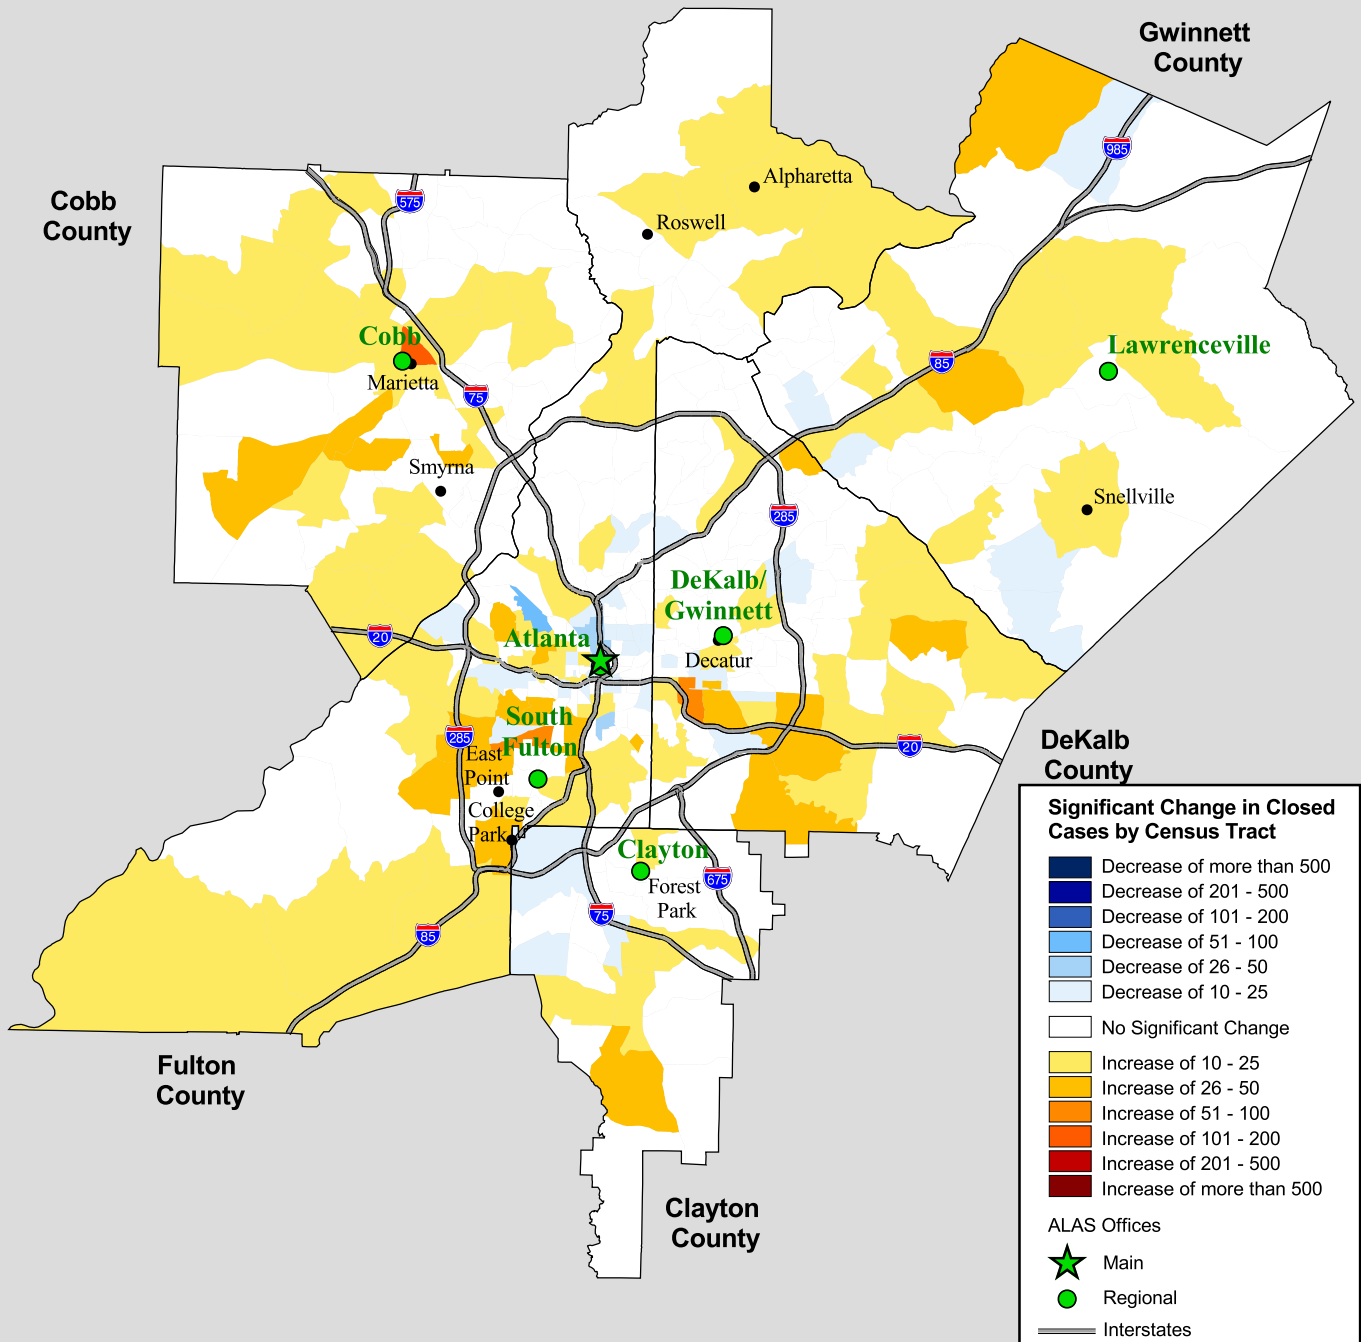 Gwinnett
County
985
Alpharetta
Cobb
County
575
Roswell
Cobb
Marietta
85
Lawrenceville
75
Smyrna
Snellville
285
DeKalb/
Gwinnett
20
Atlanta
Decatur
South
Fulton
285
East
Point
20
DeKalb
County
College
Park
Clayton
Forest
Park
675
75
85
Fulton
County
Clayton
County
Significant Change in Closed
Cases by Census Tract
Decrease of more than 500
Decrease of 201 - 500
Decrease of 101 - 200
Decrease of 51 - 100
Decrease of 26 - 50
Decrease of 10 - 25
No Significant Change
Increase of 10 - 25
Increase of 26 - 50
Increase of 51 - 100
Increase of 101 - 200
Increase of 201 - 500
Increase of more than 500
ALAS Offices
Main
Regional
Interstates